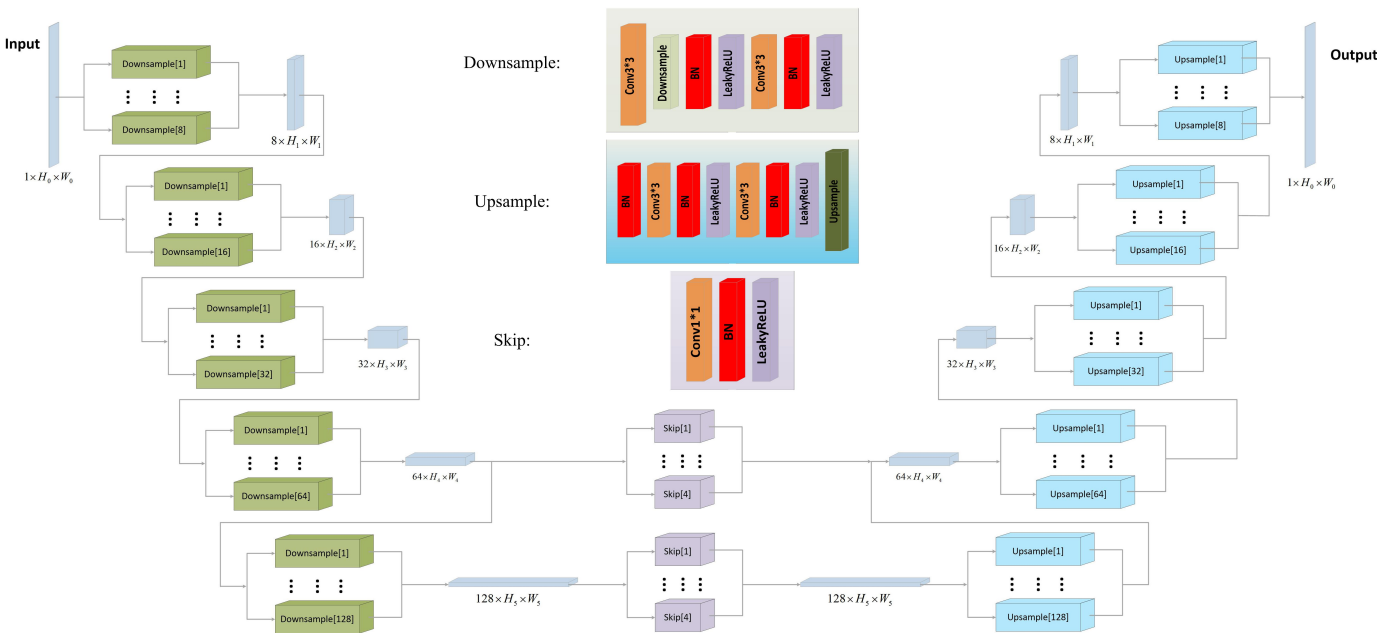 Input
Downsample[1]
Downsample[8]
1×H₀×W₀
8×H₁×W₁
Downsample[1]
Downsample[16]
16×H₂×W₂
Downsample[1]
Downsample[32]
32×H₃×W₃
Downsample[1]
Downsample[64]
64×H₄×W₄
Downsample[1]
Downsample[128]
128×H₅×W₅
Downsample:
Conv3*3
Downsample
BN
LeakyReLU
Conv3*3
BN
LeakyReLU
Upsample:
BN
Conv3*3
BN
LeakyReLU
Conv3*3
BN
LeakyReLU
Upsample
Skip:
Conv1*1
BN
LeakyReLU
Skip[1]
Skip[4]
Skip[1]
Skip[4]
Output
Upsample[1]
Upsample[8]
8×H₁×W₁
1×H₀×W₀
Upsample[1]
Upsample[16]
16×H₂×W₂
Upsample[1]
Upsample[32]
32×H₃×W₃
Upsample[1]
Upsample[64]
64×H₄×W₄
Upsample[1]
Upsample[128]
128×H₅×W₅